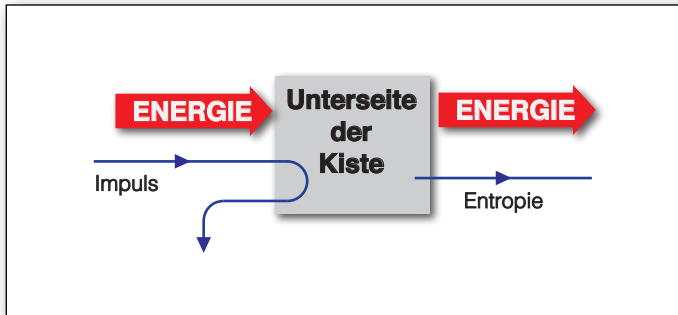 ENERGIE
Unterseite
der
Kiste
ENERGIE
Impuls
Entropie